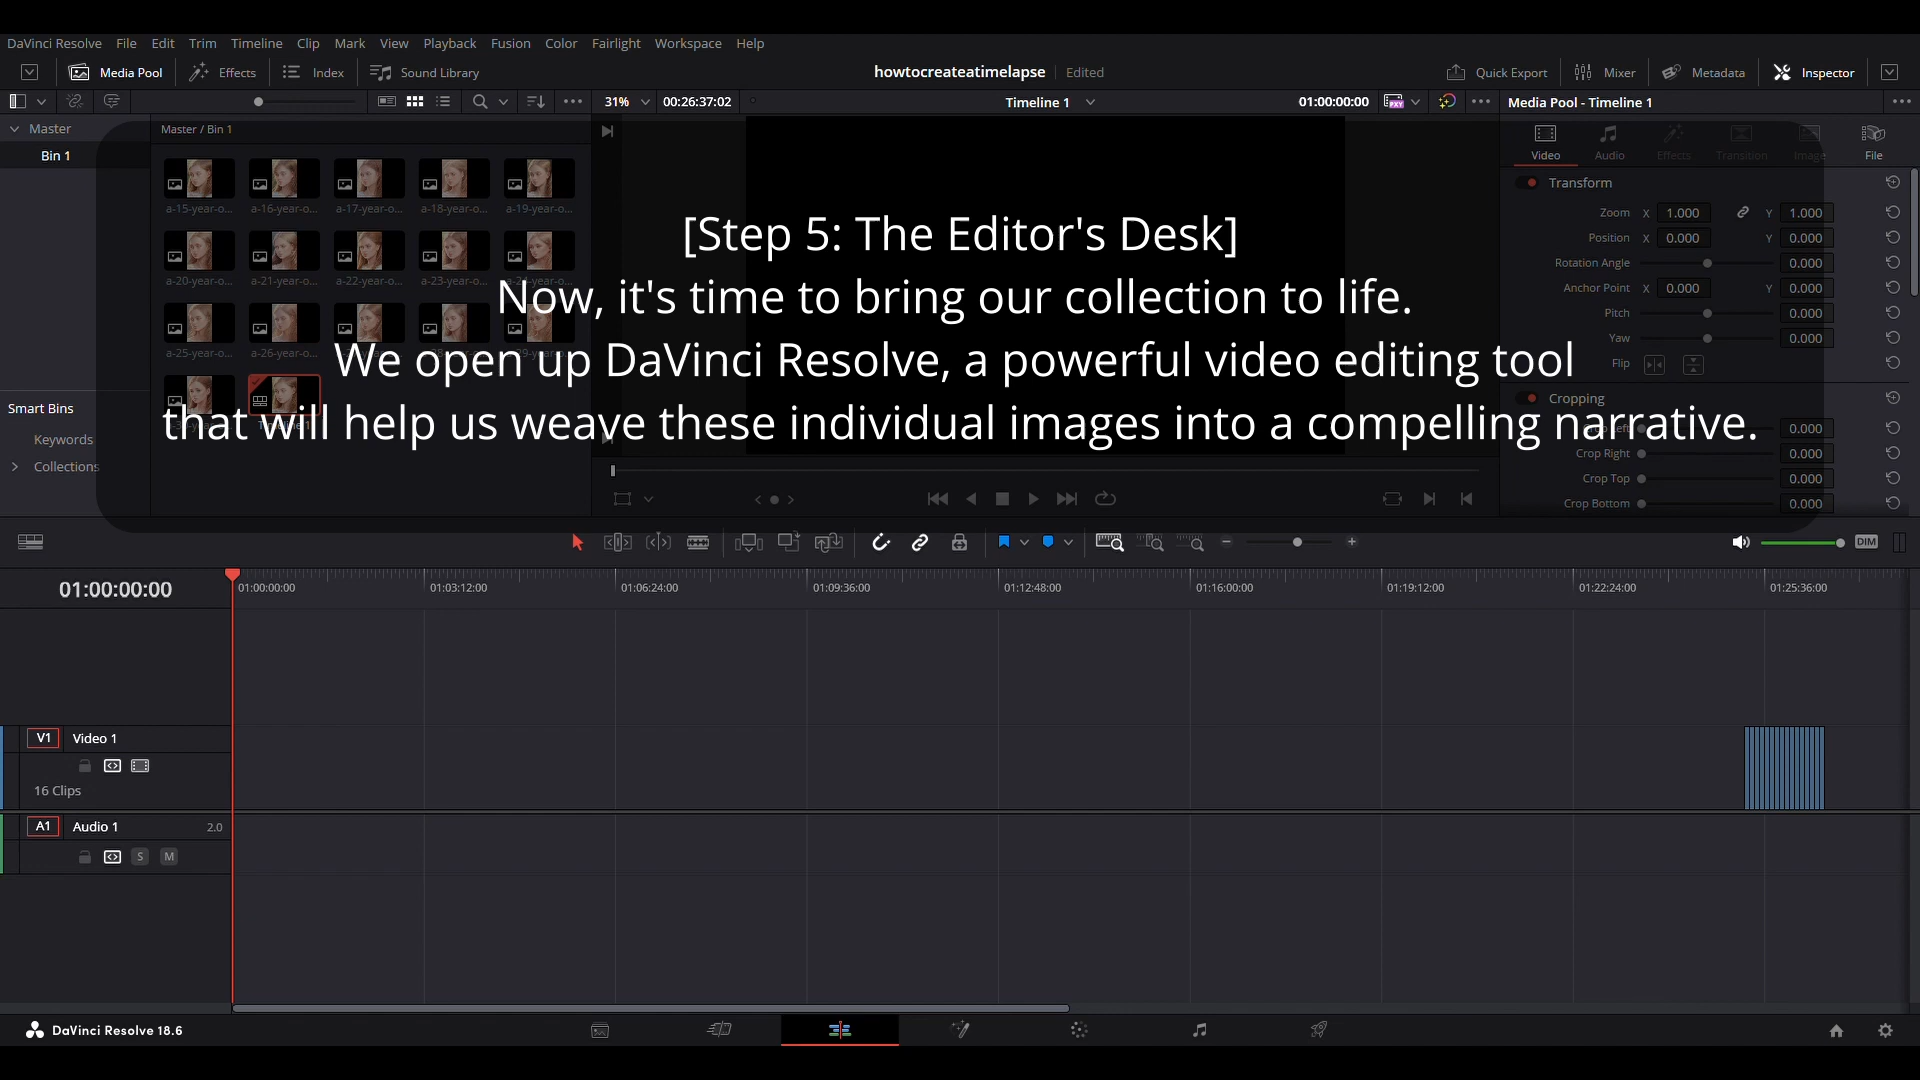 DaVinci Resolve File Edit Trim Timeline Clip Mark View Playback Fusion Color Fairlight Workspace Help
Media Pool Effects Index Sound Library howtocreateatimelapse Edited Quick Export Mixer Metadata Inspector
31% 00:26:37:02 Timeline 1 01:00:00:00 Media Pool - Timeline 1
Master Master / Bin 1
Bin 1
Video Audio Effects Transition Image File
a-15-year-o... a-16-year-o... a-17-year-o... a-18-year-o... a-19-year-o...
a-20-year-o... a-21-year-o... a-22-year-o... a-23-year-o...
a-25-year-o... a-26-year-o...
Transform
Zoom X 1.000 Y 1.000
Position X 0.000 Y 0.000
Rotation Angle 0.000
Anchor Point X 0.000 Y 0.000
Pitch 0.000
Yaw 0.000
Flip
Cropping
0.000
Crop Right 0.000
Crop Top 0.000
Crop Bottom 0.000
[Step 5: The Editor's Desk]
Now, it's time to bring our collection to life.
We open up DaVinci Resolve, a powerful video editing tool
that will help us weave these individual images into a compelling narrative.
Smart Bins
Keywords
Collections
DIM
01:00:00:00
01:00:00:00 01:03:12:00 01:06:24:00 01:09:36:00 01:12:48:00 01:16:00:00 01:19:12:00 01:22:24:00 01:25:36:00
V1 Video 1
16 Clips
A1 Audio 1 2.0
S M
DaVinci Resolve 18.6